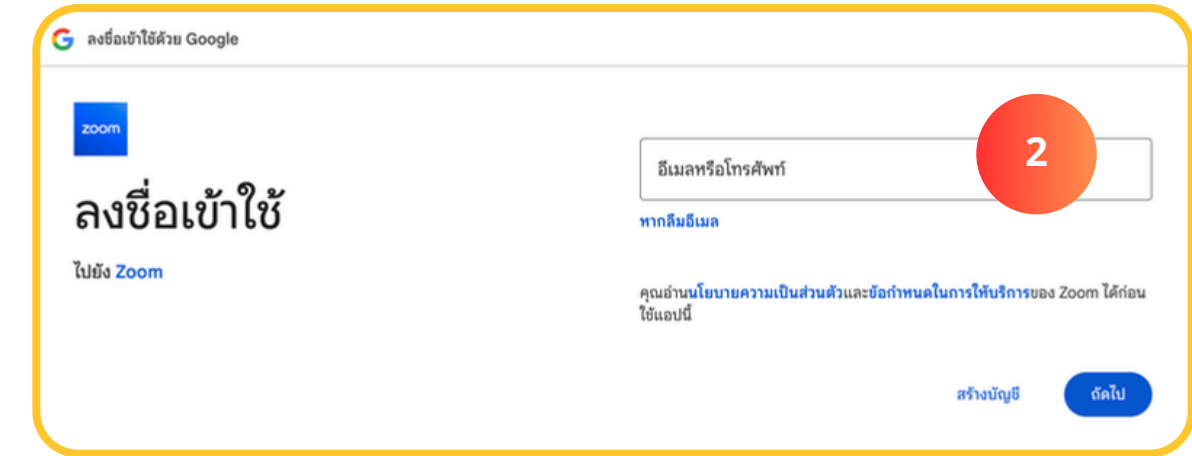 ลงชื่อเข้าใช้ด้วย Google
zoom
ลงชื่อเข้าใช้
ไปยัง Zoom
อีเมลหรือโทรศัพท์
2
หากลืมอีเมล
คุณอ่านนโยบายความเป็นส่วนตัวและข้อกำหนดในการให้บริการของ Zoom ได้ก่อน
ใช้แอปนี้
สร้างบัญชี
ถัดไป